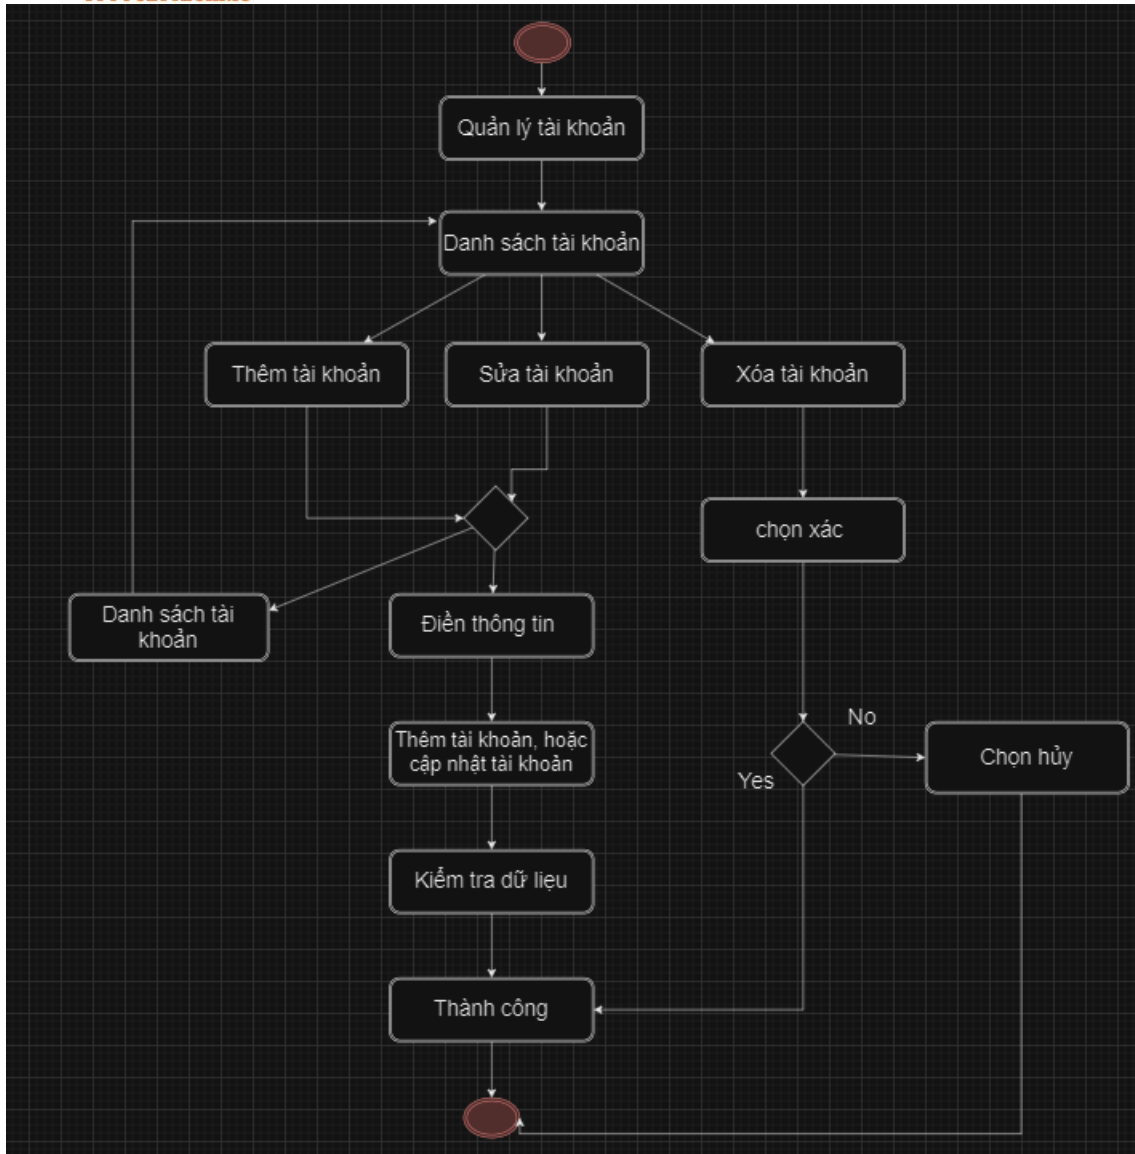 Quản lý tài khoản
Danh sách tài khoản
Thêm tài khoản
Sửa tài khoản
Xóa tài khoản
chọn xác
Danh sách tài
khoản
Điền thông tin
Thêm tài khoản, hoặc
cập nhật tài khoản
No
Yes
Chọn hủy
Kiểm tra dữ liệu
Thành công